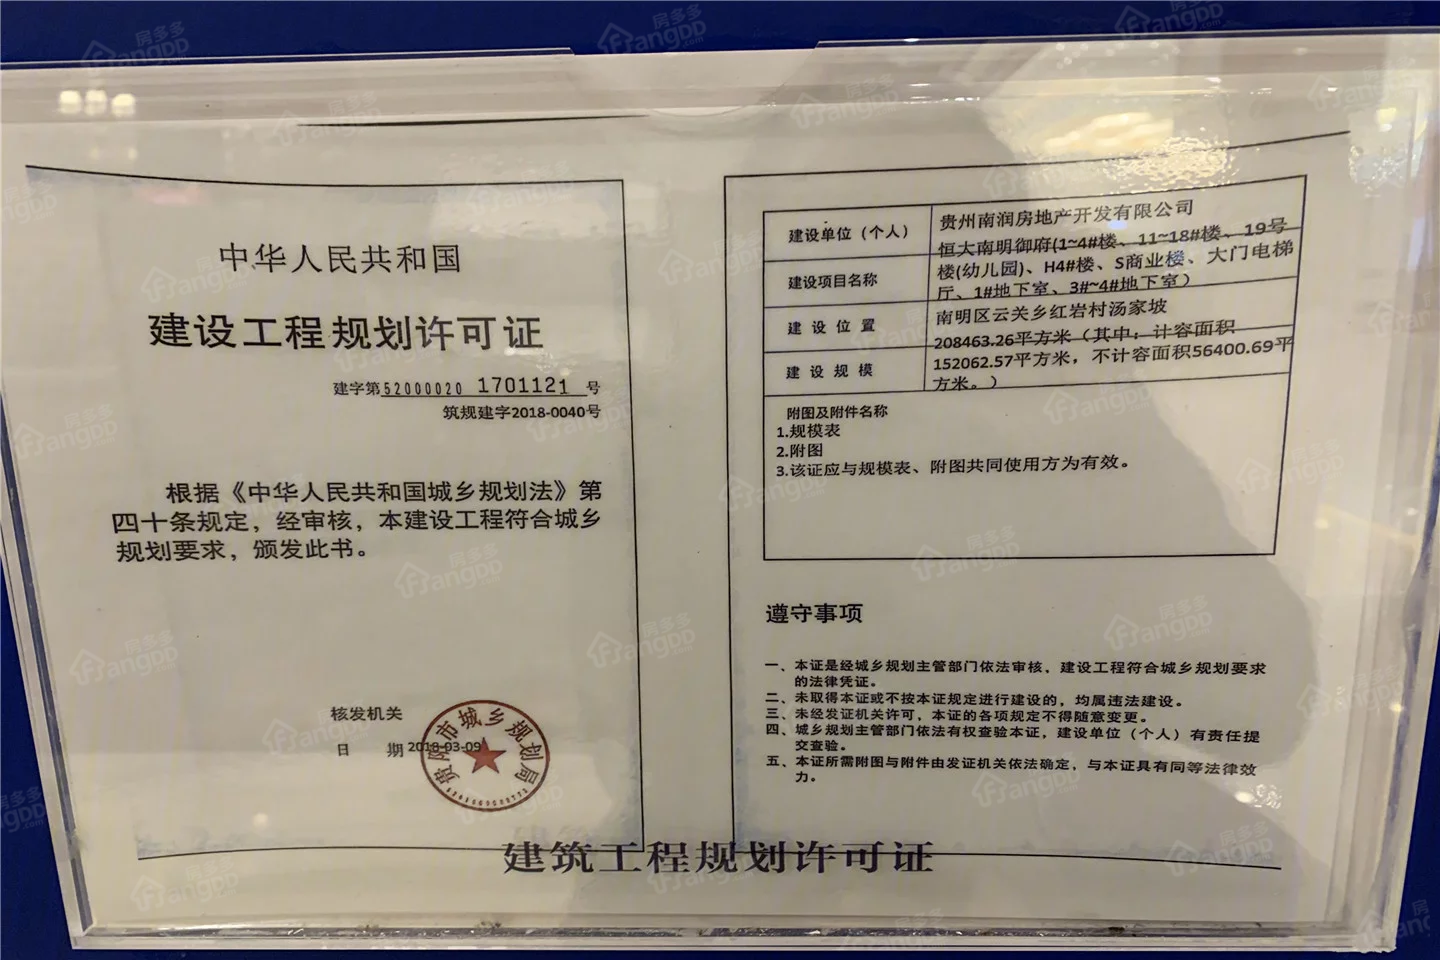 中华人民共和国
建设工程规划许可证
建字第52000020 1701121 号
筑规建字2018-0040号
根据《中华人民共和国城乡规划法》第
四十条规定，经审核，本建设工程符合城乡
规划要求，颁发此书。
核发机关
日 期 2018-03-09
贵阳市城乡规划局
建设单位（个人） 贵州南润房地产开发有限公司
建设项目名称
恒大南明御府(1~4#楼、11~18#楼、19号
楼(幼儿园)、H4#楼、S商业楼、大门电梯
厅、1#地下室、3#~4#地下室）
建设位置 南明区云关乡红岩村汤家坡
建设规模
208463.26平方米（其中：计容面积
152062.57平方米，不计容面积56400.69平
方米。）
附图及附件名称
1.规模表
2.附图
3.该证应与规模表、附图共同使用方为有效。
遵守事项
一、本证是经城乡规划主管部门依法审核，建设工程符合城乡规划要求
的法律凭证。
二、未取得本证或不按本证规定进行建设的，均属违法建设。
三、未经发证机关许可，本证的各项规定不得随意变更。
四、城乡规划主管部门依法有权查验本证，建设单位（个人）有责任提
交查验。
五、本证所需附图与附件由发证机关依法确定，与本证具有同等法律效
力。
建筑工程规划许可证
房多多
Fangdd
.com